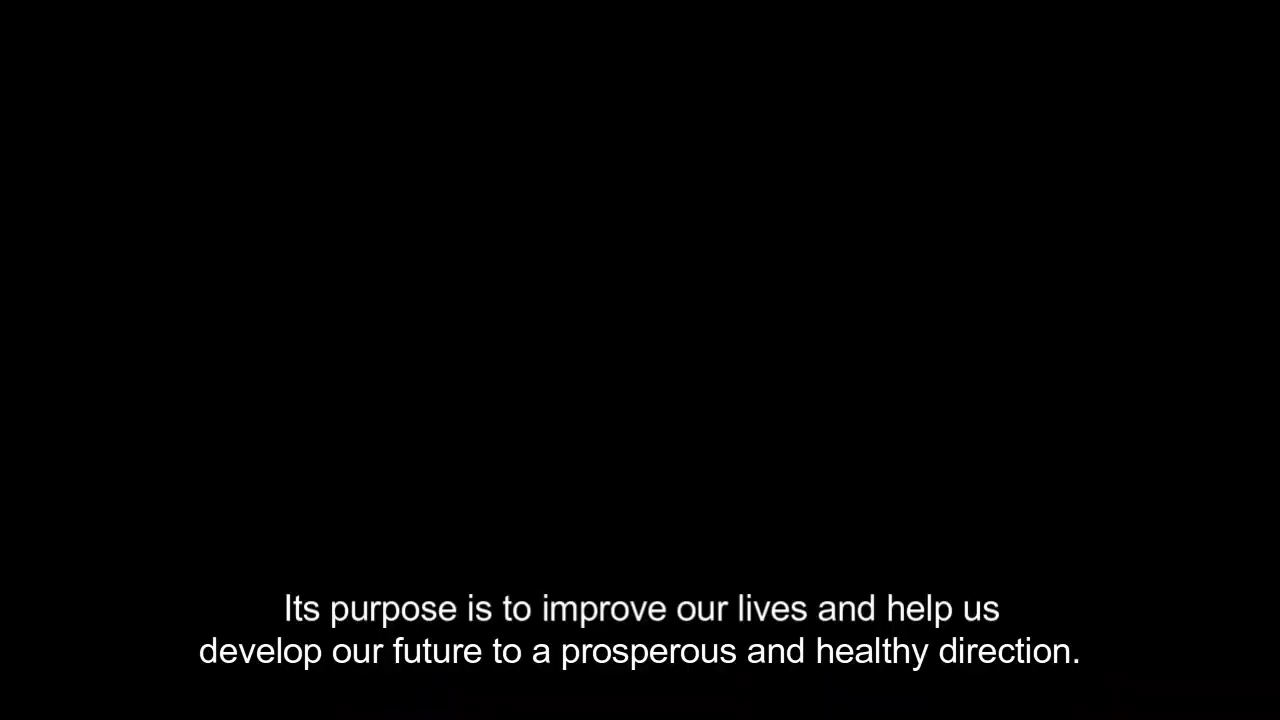 Its purpose is to improve our lives and help us
develop our future to a prosperous and healthy direction.